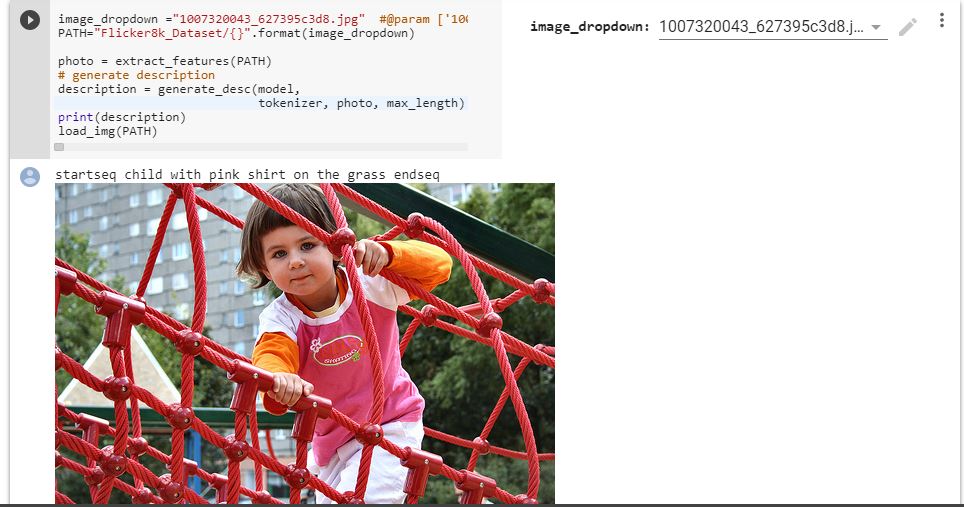 image_dropdown ="1007320043_627395c3d8.jpg"  #@param ['100
PATH="Flicker8k_Dataset/{}".format(image_dropdown)
photo = extract_features(PATH)
# generate description
description = generate_desc(model,
                            tokenizer, photo, max_length)
print(description)
load_img(PATH)
image_dropdown: 1007320043_627395c3d8.j...
startseq child with pink shirt on the grass endseq